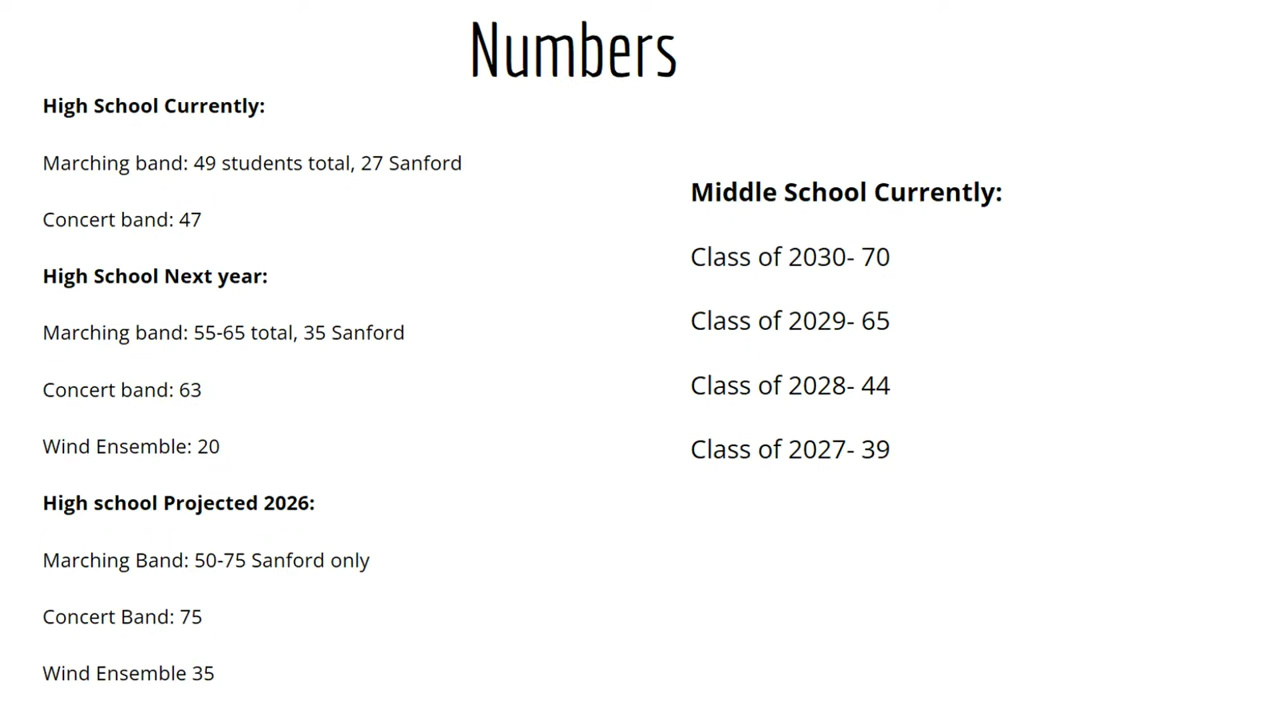 Numbers
High School Currently:
Marching band: 49 students total, 27 Sanford
Concert band: 47
High School Next year:
Marching band: 55-65 total, 35 Sanford
Concert band: 63
Wind Ensemble: 20
High school Projected 2026:
Marching Band: 50-75 Sanford only
Concert Band: 75
Wind Ensemble 35
Middle School Currently:
Class of 2030- 70
Class of 2029- 65
Class of 2028- 44
Class of 2027- 39